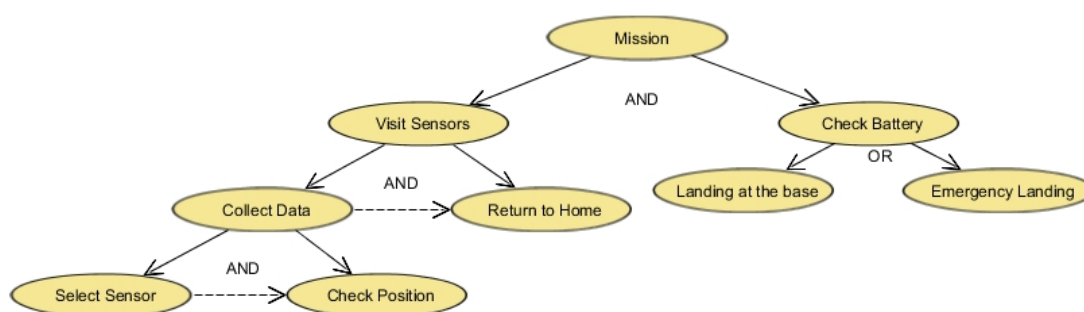 Mission
AND
Visit Sensors
Check Battery
OR
AND
Landing at the base
Emergency Landing
Collect Data
Return to Home
AND
Select Sensor
Check Position